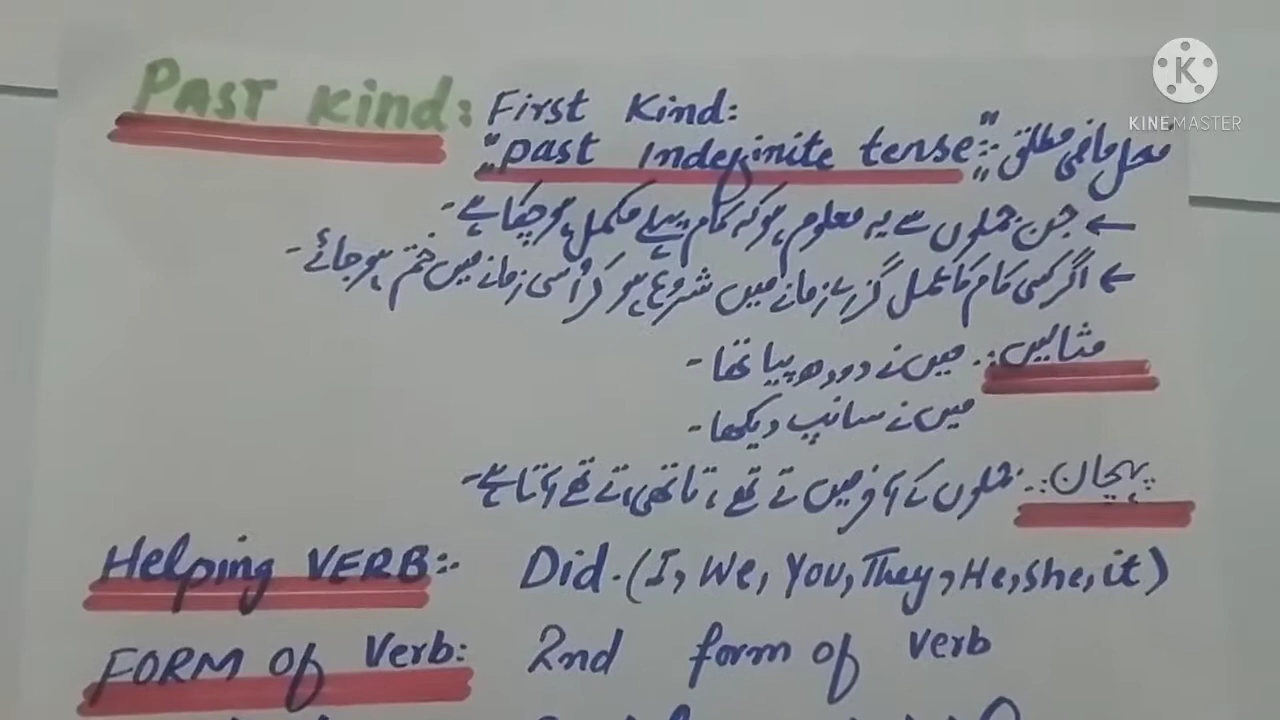 PAST Kind: First Kind:
"past Indefinite tense":- فعل ماضی مطلق
← جن جملوں سے یہ معلوم ہو کہ کام پہلے مکمل ہو چکا ہے -
← اگر کسی کام کا عمل گزرے زمانے میں شروع ہو کر اُسی زمانے میں ختم ہو جائے -
مثالیں:- میں نے دودھ پیا تھا -
میں نے سانپ دیکھا -
پہچان:- جملوں کے آخر میں تے تھے، تا تھی، تے تھے آتا ہے -
Helping VERB:- Did. (I, We, You, They, He, she, it)
FORM of Verb: 2nd form of verb
KINEMASTER